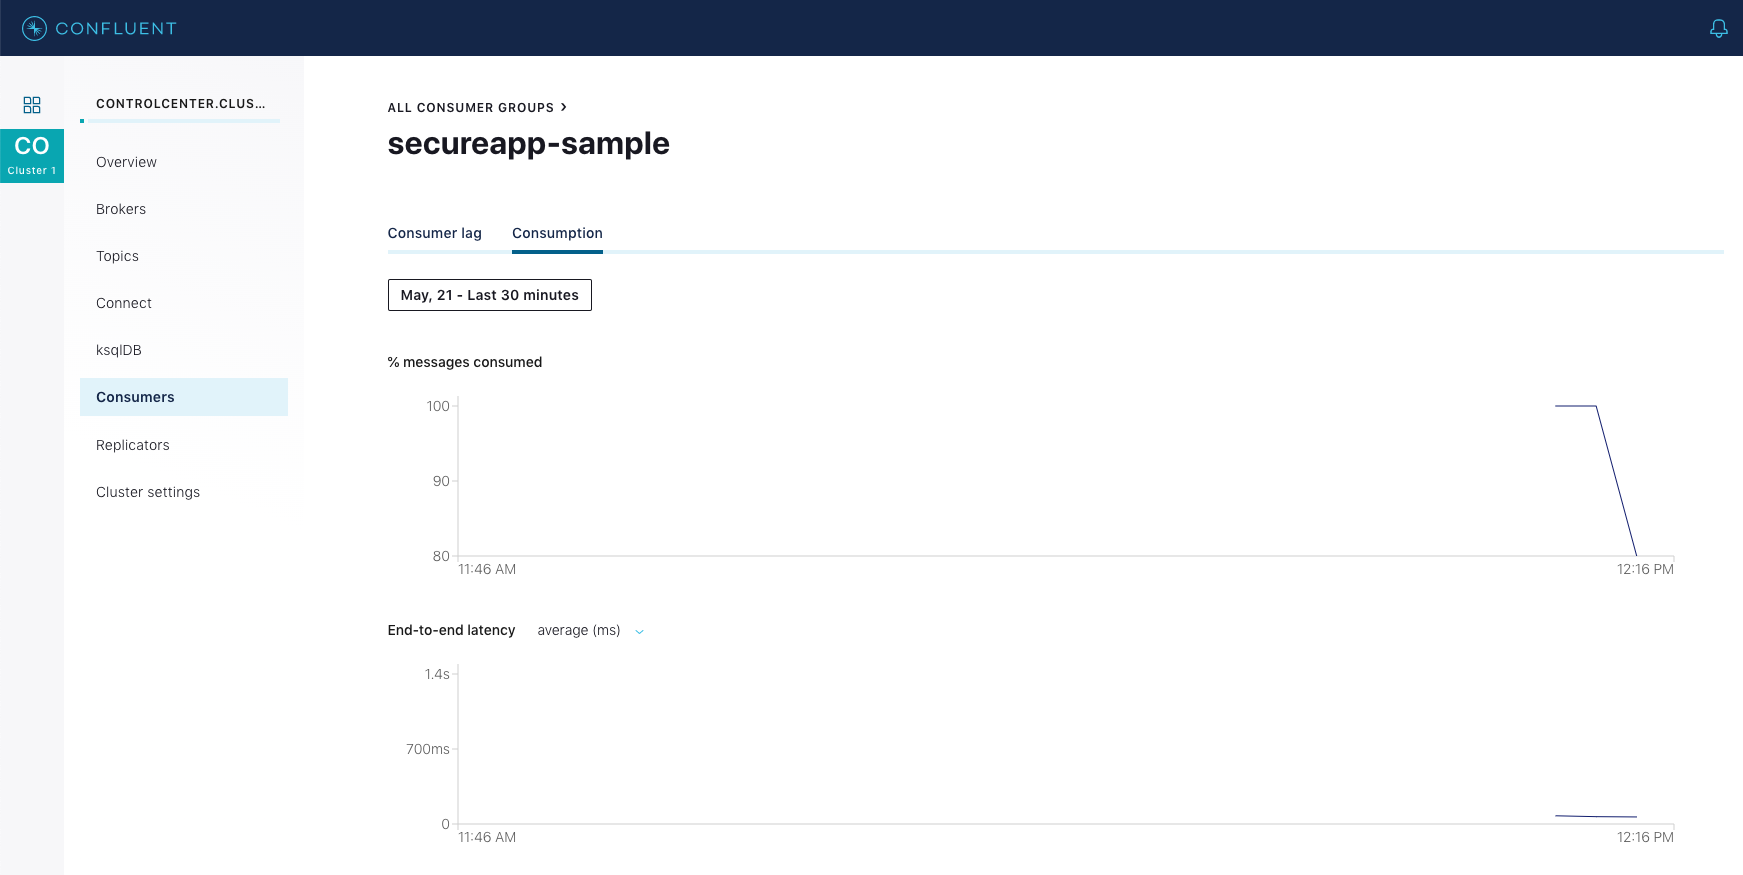 CONFLUENT
CONTROLCENTER.CLUS...
CO
Cluster 1
Overview
Brokers
Topics
Connect
ksqlDB
Consumers
Replicators
Cluster settings
ALL CONSUMER GROUPS >
secureapp-sample
Consumer lag Consumption
May, 21 - Last 30 minutes
% messages consumed
100
90
80
11:46 AM 12:16 PM
End-to-end latency average (ms)
1.4s
700ms
0
11:46 AM 12:16 PM